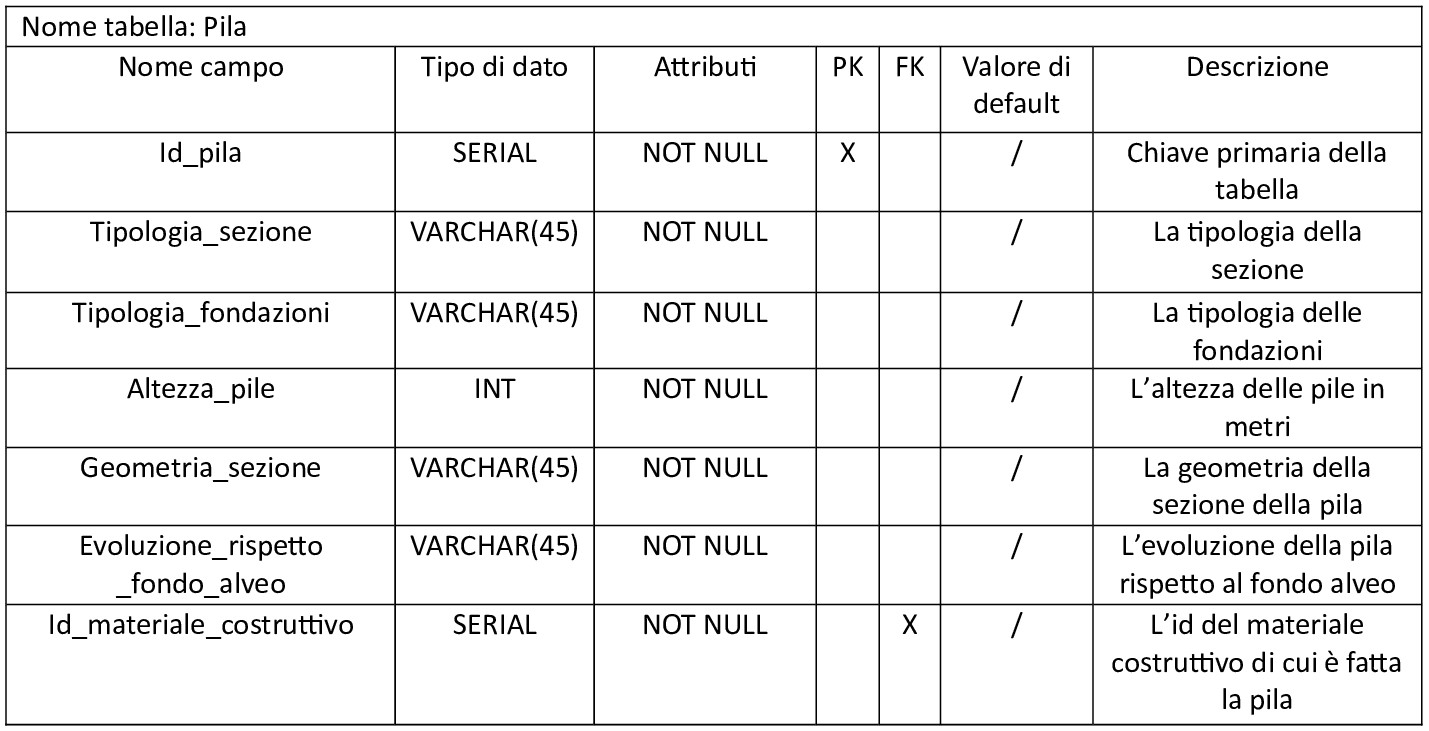 Nome tabella: Pila
Nome campo Tipo di dato Attributi PK FK Valore di default Descrizione
Id_pila SERIAL NOT NULL X / Chiave primaria della
tabella
Tipologia_sezione VARCHAR(45) NOT NULL / La tipologia della
sezione
Tipologia_fondazioni VARCHAR(45) NOT NULL / La tipologia delle
fondazioni
Altezza_pile INT NOT NULL / L’altezza delle pile in
metri
Geometria_sezione VARCHAR(45) NOT NULL / La geometria della
sezione della pila
Evoluzione_rispetto
_fondo_alveo VARCHAR(45) NOT NULL / L’evoluzione della pila
rispetto al fondo alveo
Id_materiale_costruttivo SERIAL NOT NULL X / L’id del materiale
costruttivo di cui è fatta
la pila